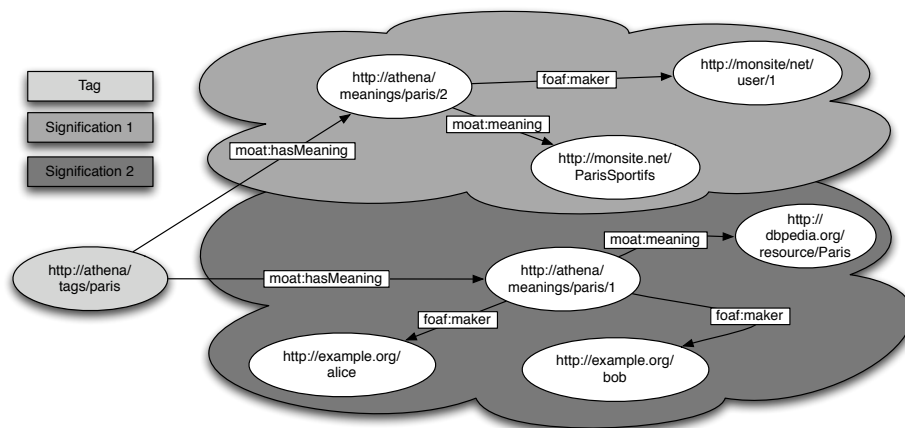 Tag
Signification 1
Signification 2
http://athena/
meanings/paris/2
foaf:maker
http://monsite/net/
user/1
moat:meaning
moat:hasMeaning
http://monsite.net/
ParisSportifs
http://
dbpedia.org/
resource/Paris
moat:meaning
http://athena/
tags/paris
moat:hasMeaning
http://athena/
meanings/paris/1
foaf:maker
foaf:maker
http://example.org/
alice
http://example.org/
bob